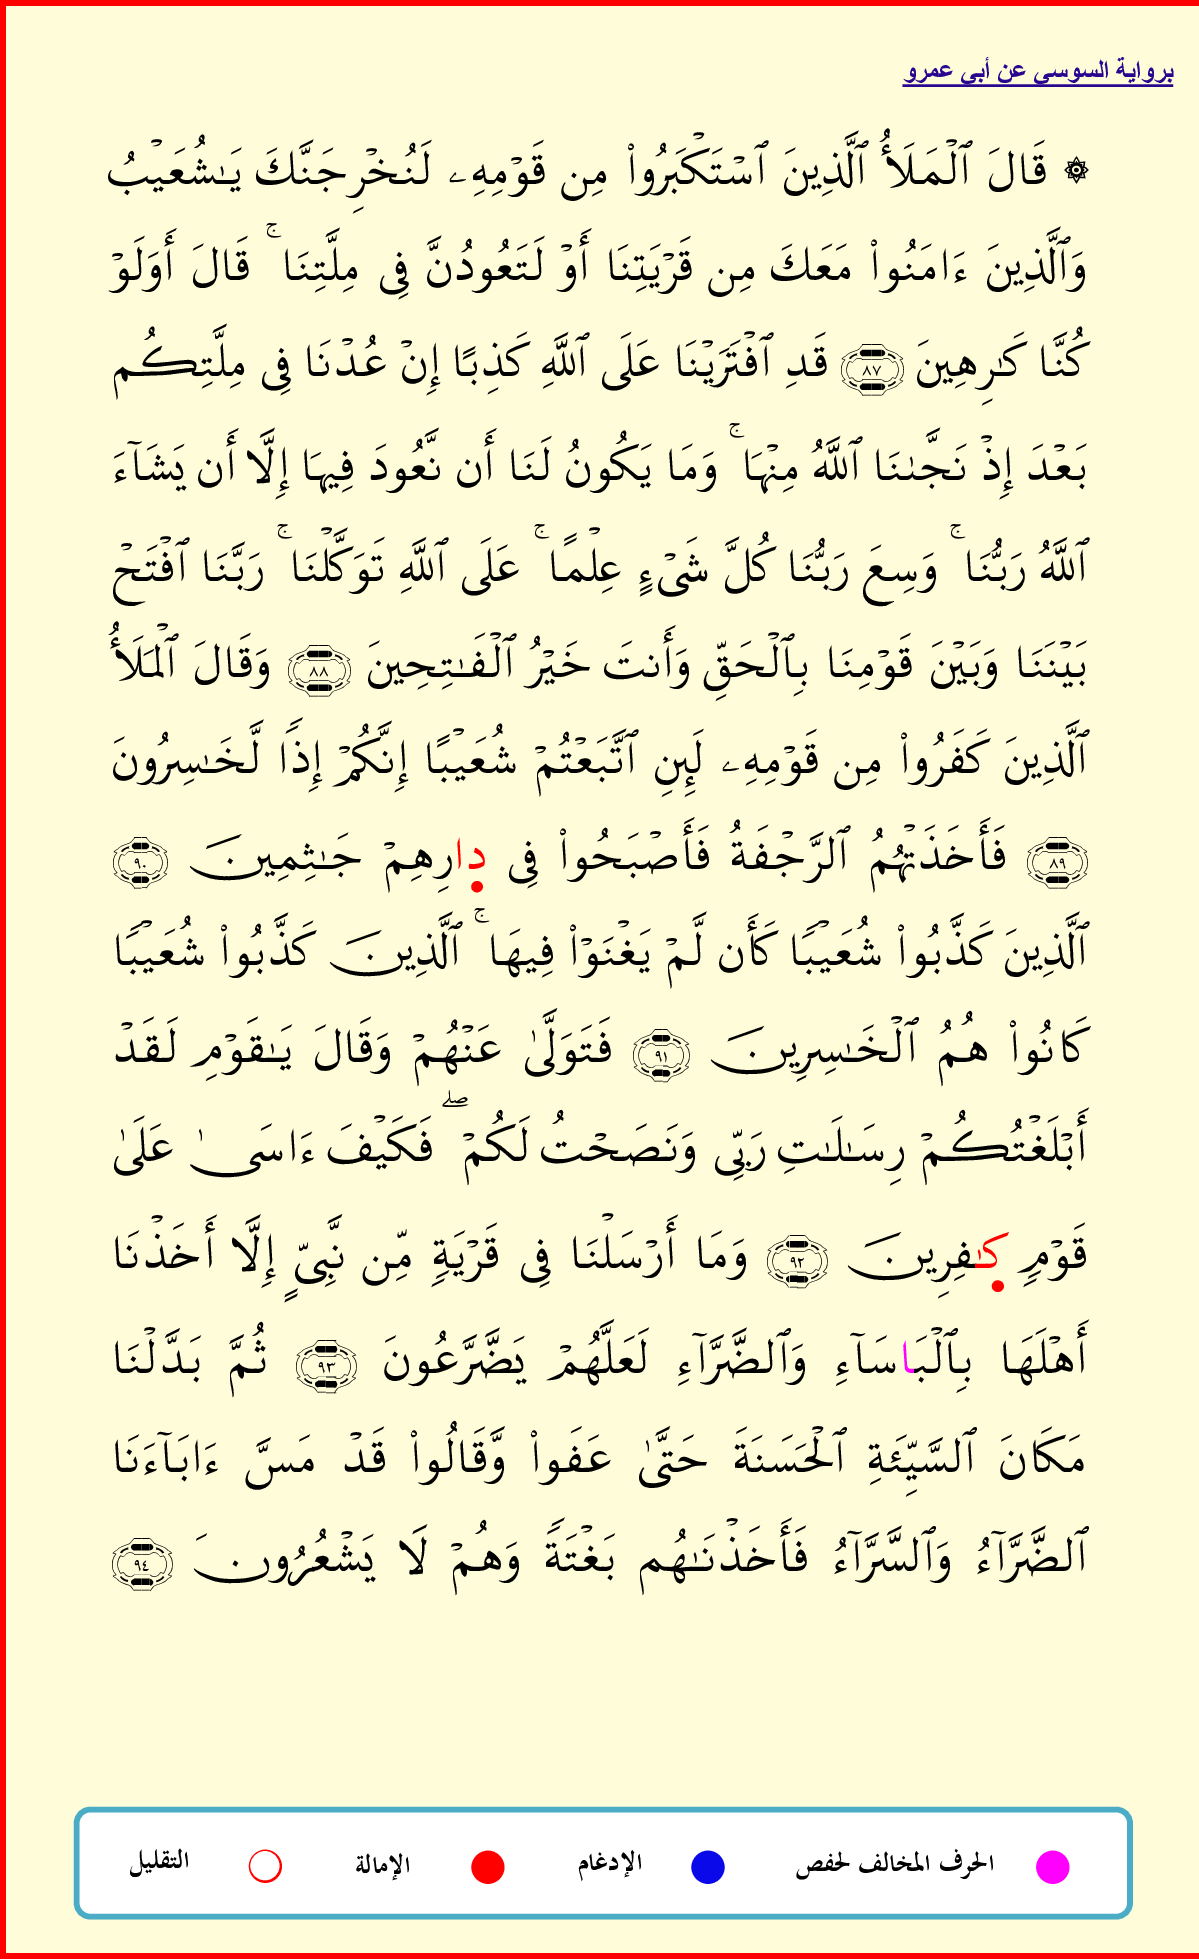 برواية السوسي عن أبي عمرو
۞ قَالَ ٱلۡمَلَأُ ٱلَّذِينَ ٱسۡتَكۡبَرُواْ مِن قَوۡمِهِۦ لَنُخۡرِجَنَّكَ يَـٰشُعَيۡبُ
وَٱلَّذِينَ ءَامَنُواْ مَعَكَ مِن قَرۡيَتِنَا أَوۡ لَتَعُودُنَّ فِى مِلَّتِنَا ۚ قَالَ أَوَلَوۡ
كُنَّا كَـٰرِهِينَ ٨٧ قَدِ ٱفۡتَرَيۡنَا عَلَى ٱللَّهِ كَذِبًا إِنۡ عُدۡنَا فِى مِلَّتِكُم
بَعۡدَ إِذۡ نَجَّىٰنَا ٱللَّهُ مِنۡهَا ۚ وَمَا يَكُونُ لَنَا أَن نَّعُودَ فِيهَا إِلَّا أَن يَشَآءَ
ٱللَّهُ رَبُّنَا ۚ وَسِعَ رَبُّنَا كُلَّ شَىۡءٍ عِلۡمًا ۚ عَلَى ٱللَّهِ تَوَكَّلۡنَا ۚ رَبَّنَا ٱفۡتَحۡ
بَيۡنَنَا وَبَيۡنَ قَوۡمِنَا بِٱلۡحَقِّ وَأَنتَ خَيۡرُ ٱلۡفَـٰتِحِينَ ٨٨ وَقَالَ ٱلۡمَلَأُ
ٱلَّذِينَ كَفَرُواْ مِن قَوۡمِهِۦ لَئِنِ ٱتَّبَعۡتُمۡ شُعَيۡبًا إِنَّكُمۡ إِذًا لَّخَـٰسِرُونَ
٨٩ فَأَخَذَتۡهُمُ ٱلرَّجۡفَةُ فَأَصۡبَحُواْ فِى دِارِهِمۡ جَـٰثِمِينَ ٩٠
ٱلَّذِينَ كَذَّبُواْ شُعَيۡبًا كَأَن لَّمۡ يَغۡنَوۡاْ فِيهَا ۚ ٱلَّذِينَ كَذَّبُواْ شُعَيۡبًا
كَانُواْ هُمُ ٱلۡخَـٰسِرِينَ ٩١ فَتَوَلَّىٰ عَنۡهُمۡ وَقَالَ يَـٰقَوۡمِ لَقَدۡ
أَبۡلَغۡتُكُمۡ رِسَـٰلَـٰتِ رَبِّى وَنَصَحۡتُ لَكُمۡ ۖ فَكَيۡفَ ءَاسَىٰ عَلَىٰ
قَوۡمٍ كَـٰفِرِينَ ٩٢ وَمَا أَرۡسَلۡنَا فِى قَرۡيَةٍ مِّن نَّبِىٍّ إِلَّا أَخَذۡنَا
أَهۡلَهَا بِٱلۡبَاسَآءِ وَٱلضَّرَّآءِ لَعَلَّهُمۡ يَضَّرَّعُونَ ٩٣ ثُمَّ بَدَّلۡنَا
مَكَانَ ٱلسَّيِّئَةِ ٱلۡحَسَنَةَ حَتَّىٰ عَفَواْ وَّقَالُواْ قَدۡ مَسَّ ءَابَآءَنَا
ٱلضَّرَّآءُ وَٱلسَّرَّآءُ فَأَخَذۡنَـٰهُم بَغۡتَةً وَهُمۡ لَا يَشۡعُرُونَ ٩٤
الحرف المخالف لحفص الإدغام الإمالة التقليل